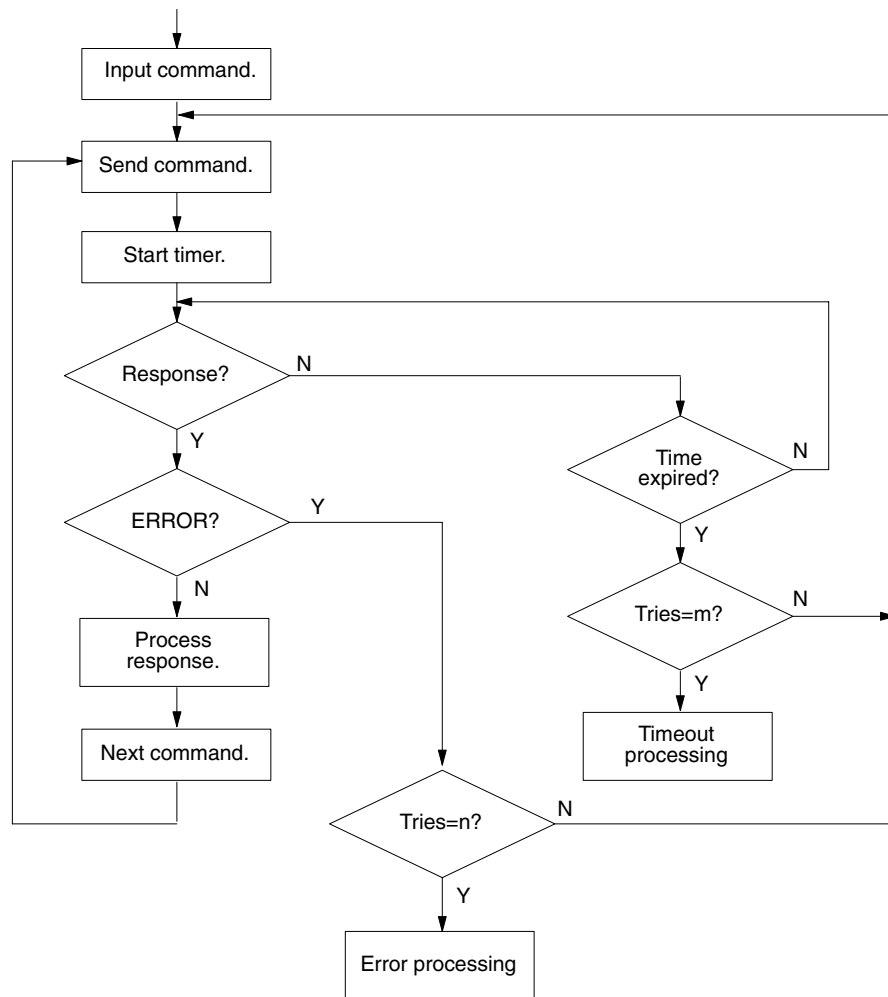 Input command.
Send command.
Start timer.
Response?
N
Y
Time
expired?
N
Y
ERROR?
Y
N
Tries=m?
N
Y
Process
response.
Timeout
processing
Next command.
Tries=n?
N
Y
Error processing